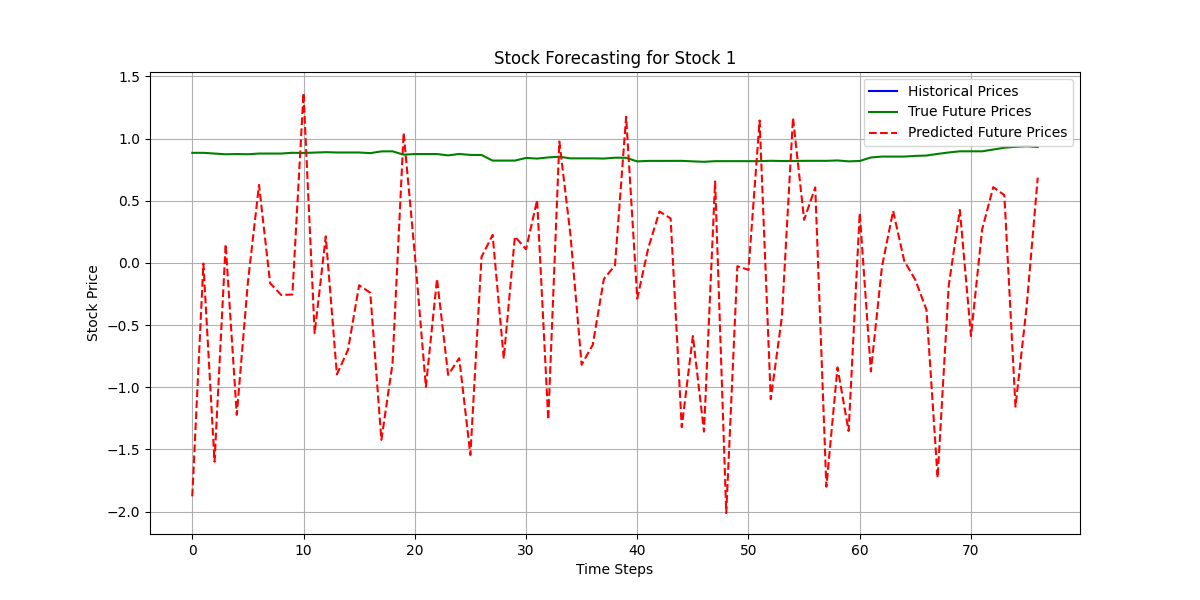 Stock Forecasting for Stock 1
Historical Prices
True Future Prices
Predicted Future Prices
Stock Price
1.5
1.0
0.5
0.0
−0.5
−1.0
−1.5
−2.0
0 10 20 30 40 50 60 70
Time Steps